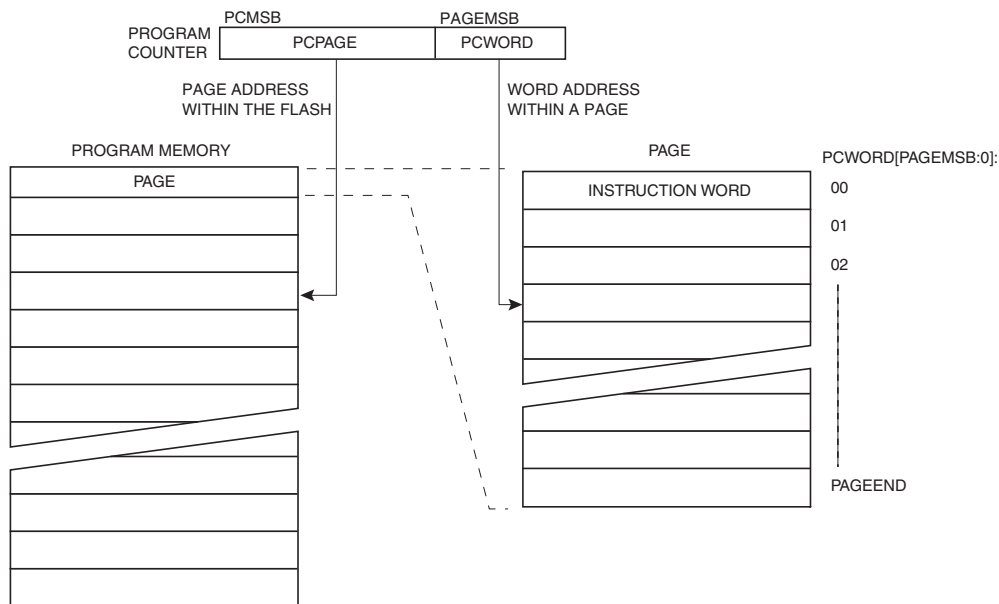 PCMSB
PAGEMSB
PROGRAM
COUNTER
PCPAGE
PCWORD
PAGE ADDRESS
WITHIN THE FLASH
WORD ADDRESS
WITHIN A PAGE
PROGRAM MEMORY
PAGE
PAGE
PCWORD[PAGEMSB:0]:
INSTRUCTION WORD
00
01
02
PAGEEND